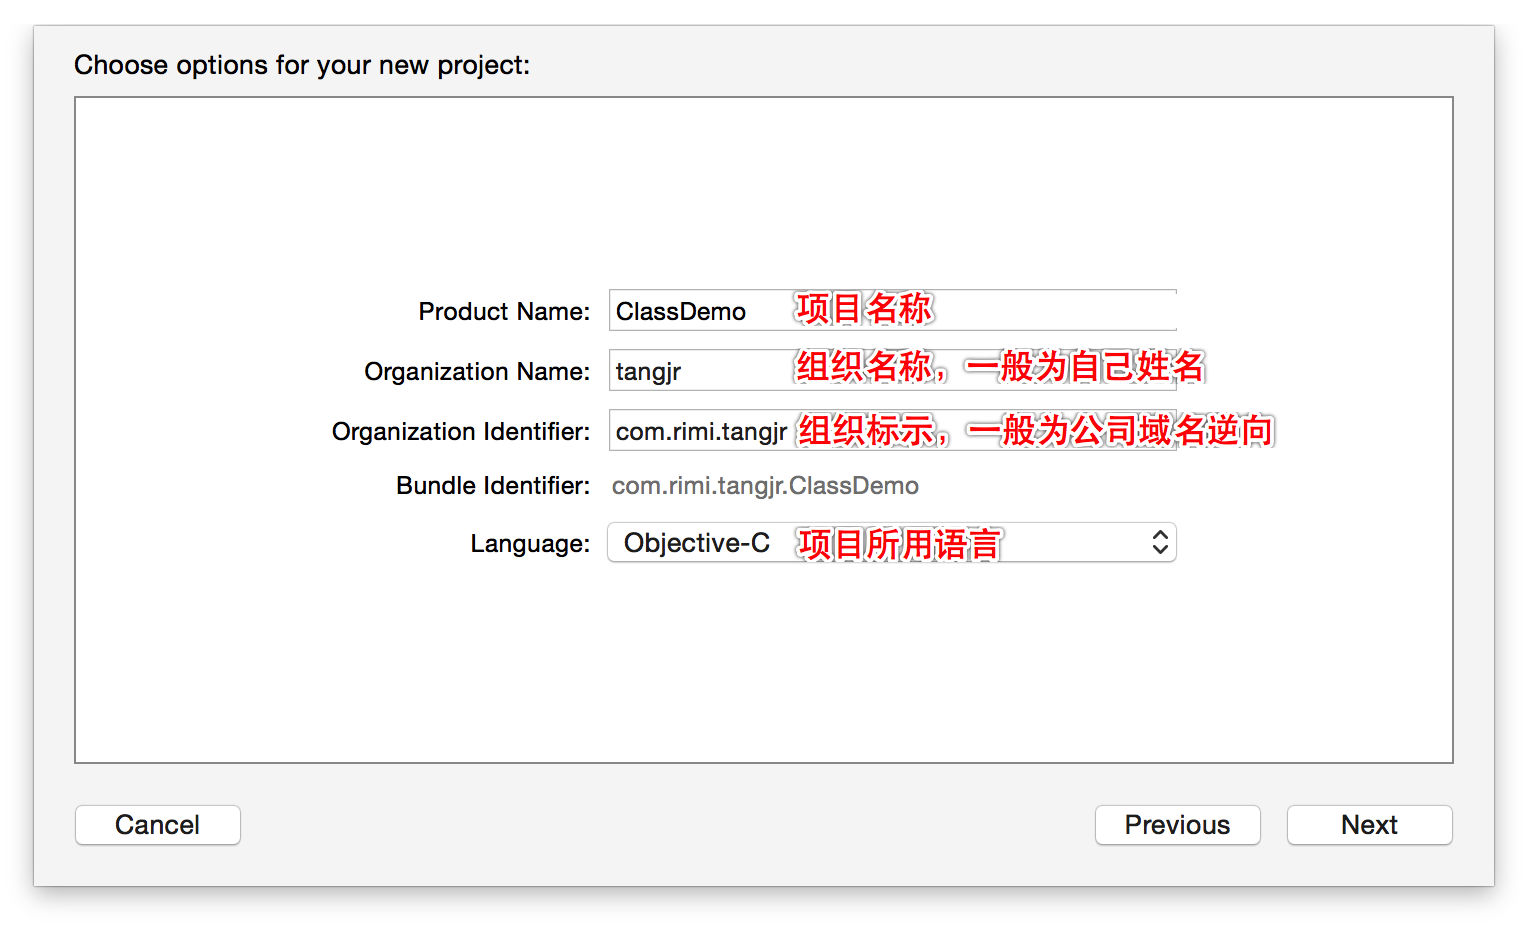 Choose options for your new project:
Product Name: ClassDemo 项目名称
Organization Name: tangjr 组织名称，一般为自己姓名
Organization Identifier: com.rimi.tangjr 组织标示，一般为公司域名逆向
Bundle Identifier: com.rimi.tangjr.ClassDemo
Language: Objective-C 项目所用语言
Cancel Previous Next